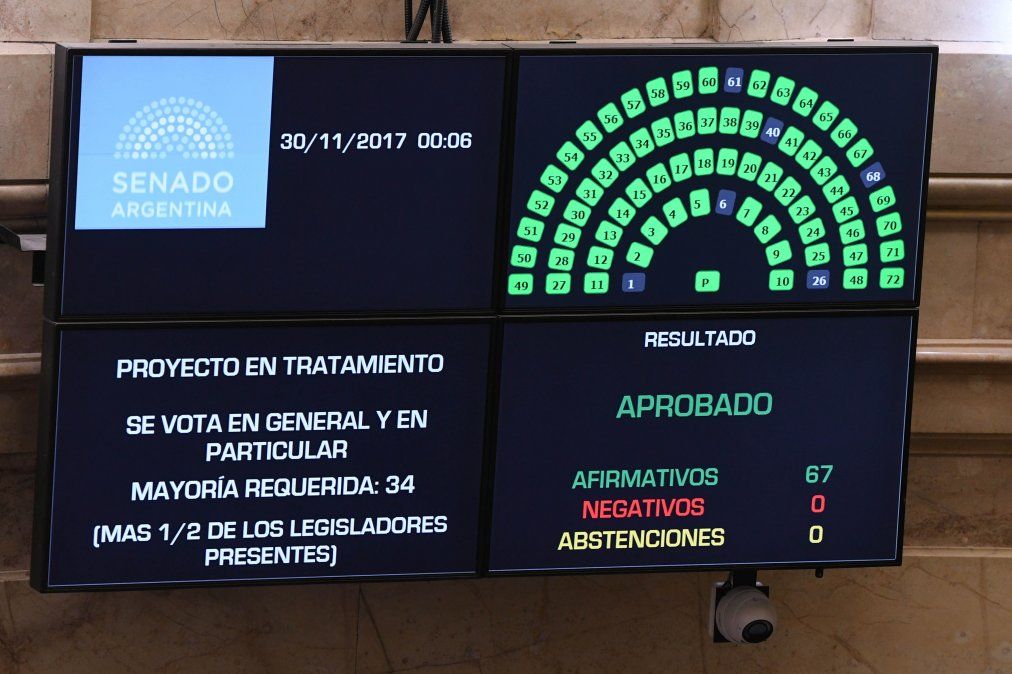 SENADO
ARGENTINA
30/11/2017 00:06
61
60 62
59 63
58 64
57 65
56 66
55 67
54 68
53 69
52 70
51 71
50 72
49
37 38 39 40
36 41
35 42
34 43
33 44
32 45
31 46
30 47
29 48
28
27
18 19 20
17 21
16 22
15 23
14 24
13 25
12 26
11
5 6 7
4 8
3 9
2 10
1
P
PROYECTO EN TRATAMIENTO
SE VOTA EN GENERAL Y EN
PARTICULAR
MAYORÍA REQUERIDA: 34
(MAS 1/2 DE LOS LEGISLADORES
PRESENTES)
RESULTADO
APROBADO
AFIRMATIVOS 67
NEGATIVOS 0
ABSTENCIONES 0